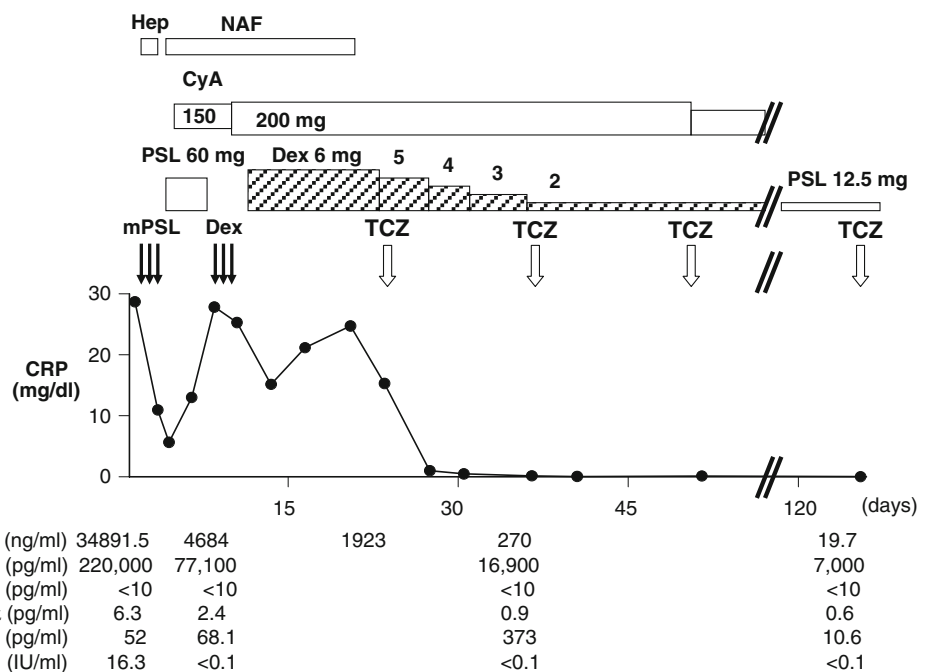 Hep
NAF
CyA
150
200 mg
PSL 60 mg
Dex 6 mg
5
4
3
2
PSL 12.5 mg
mPSL
Dex
TCZ
TCZ
TCZ
TCZ
30
20
10
0
CRP
(mg/dl)
15
30
45
120
(days)
(ng/ml) 34891.5 4684 1923 270 19.7
(pg/ml) 220,000 77,100 16,900 7,000
(pg/ml) <10 <10 <10 <10
(pg/ml) 6.3 2.4 0.9 0.6
(pg/ml) 52 68.1 373 10.6
(IU/ml) 16.3 <0.1 <0.1 <0.1